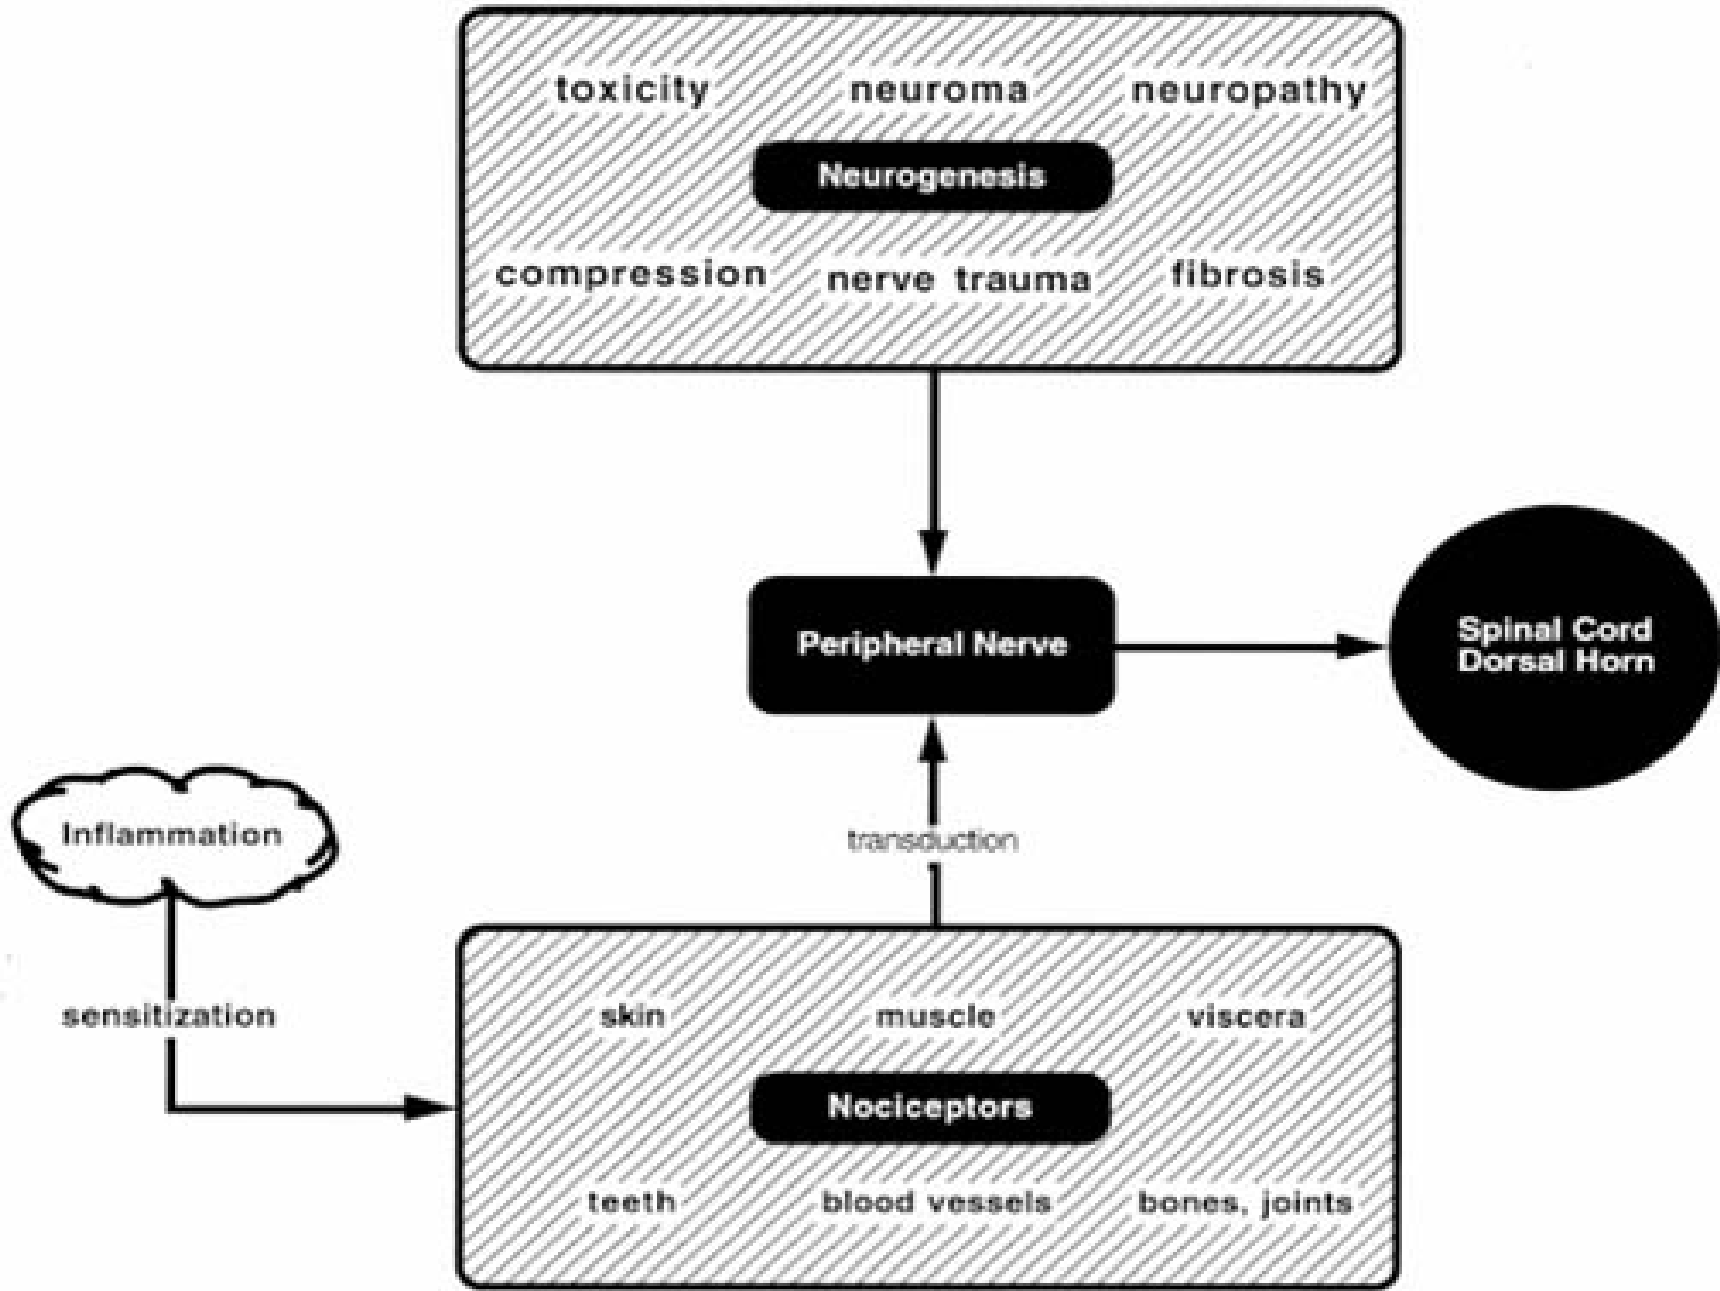 toxicity neuroma neuropathy
Neurogenesis
compression nerve trauma fibrosis
Peripheral Nerve
Spinal Cord
Dorsal Horn
Inflammation
transduction
sensitization
skin muscle viscera
Nociceptors
teeth blood vessels bones, joints